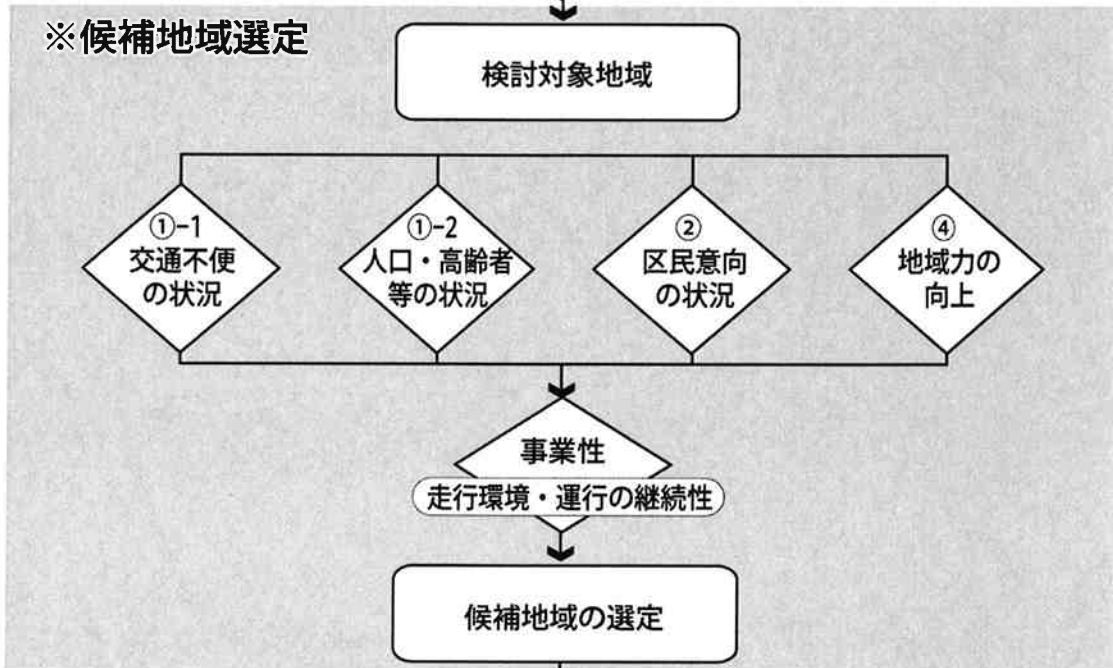 ※候補地域選定
検討対象地域
①-1
交通不便
の状況
①-2
人口・高齢者
等の状況
②
区民意向
の状況
④
地域力の
向上
事業性
走行環境・運行の継続性
候補地域の選定